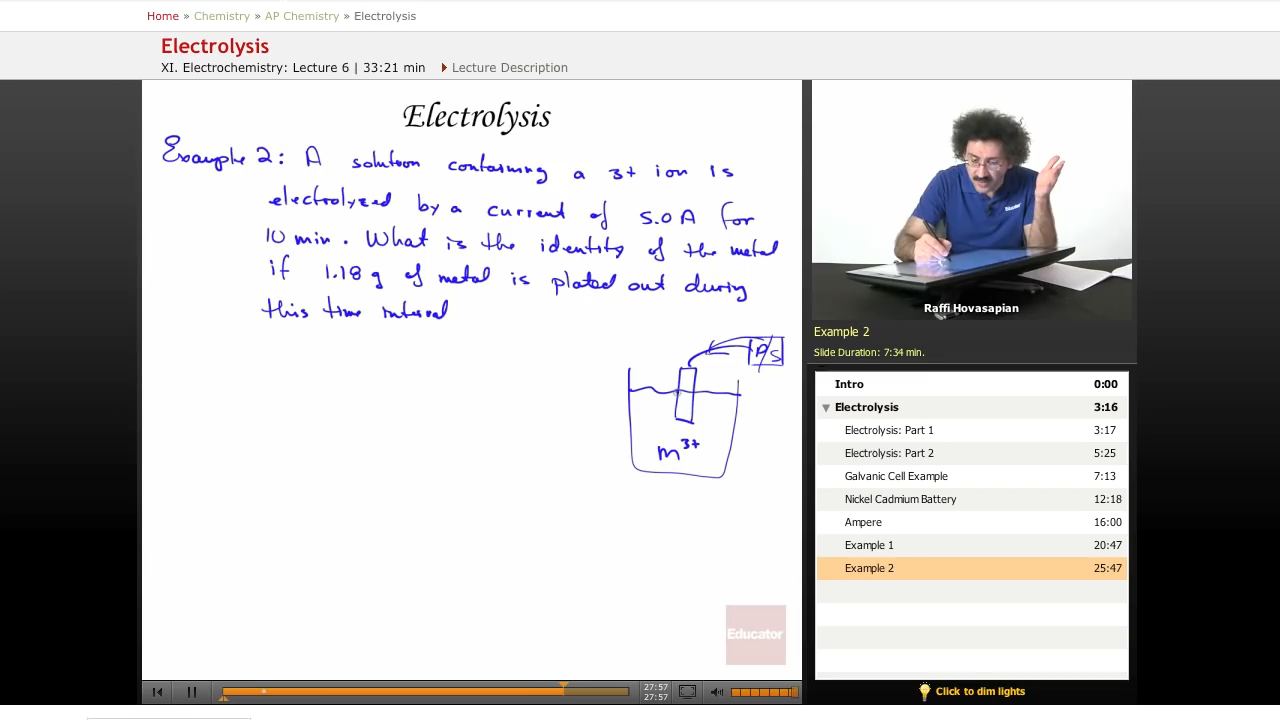 Home » Chemistry » AP Chemistry » Electrolysis
Electrolysis
XI. Electrochemistry: Lecture 6 | 33:21 min Lecture Description
Electrolysis
Example 2: A solution containing a 3+ ion is
electrolyzed by a current of 5.0 A for
10 min. What is the identity of the metal
if 1.18 g of metal is plated out during
this time interval
P/S
m3+
Educator
27:57
27:57
Raffi Hovasapian
Example 2
Slide Duration: 7:34 min.
Intro 0:00
Electrolysis 3:16
Electrolysis: Part 1 3:17
Electrolysis: Part 2 5:25
Galvanic Cell Example 7:13
Nickel Cadmium Battery 12:18
Ampere 16:00
Example 1 20:47
Example 2 25:47
Click to dim lights